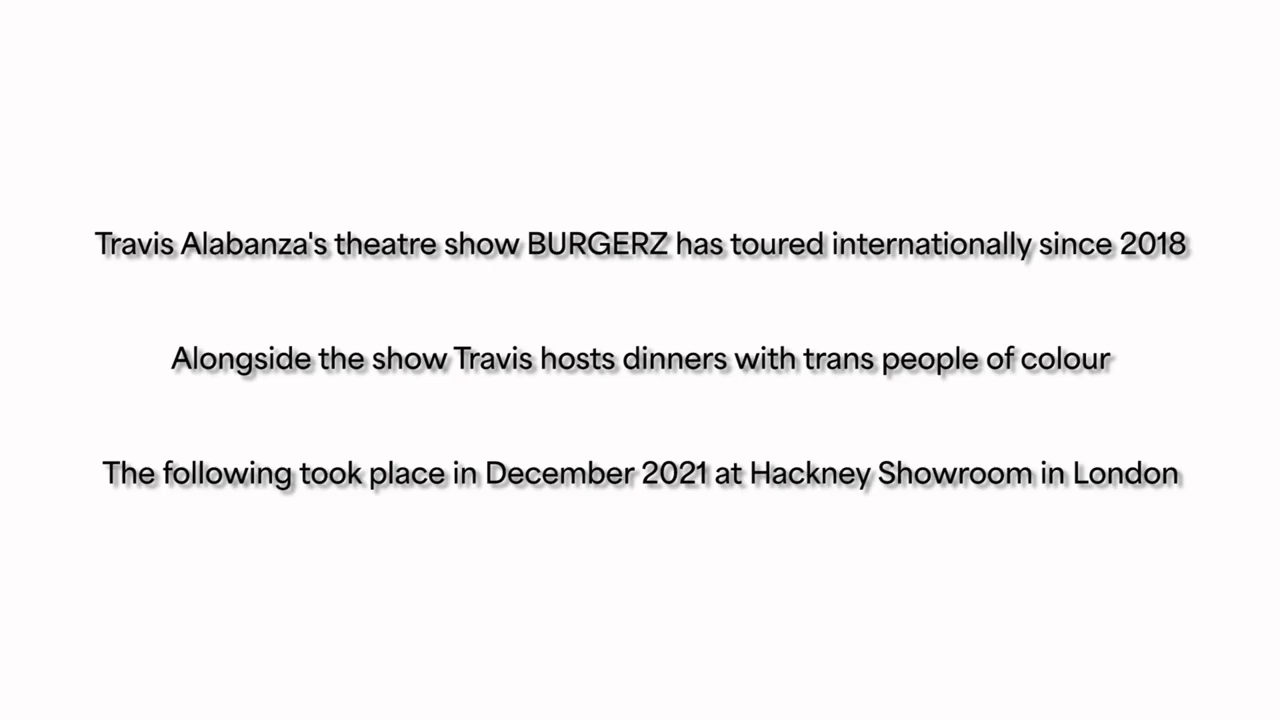 Travis Alabanza's theatre show BURGERZ has toured internationally since 2018
Alongside the show Travis hosts dinners with trans people of colour
The following took place in December 2021 at Hackney Showroom in London